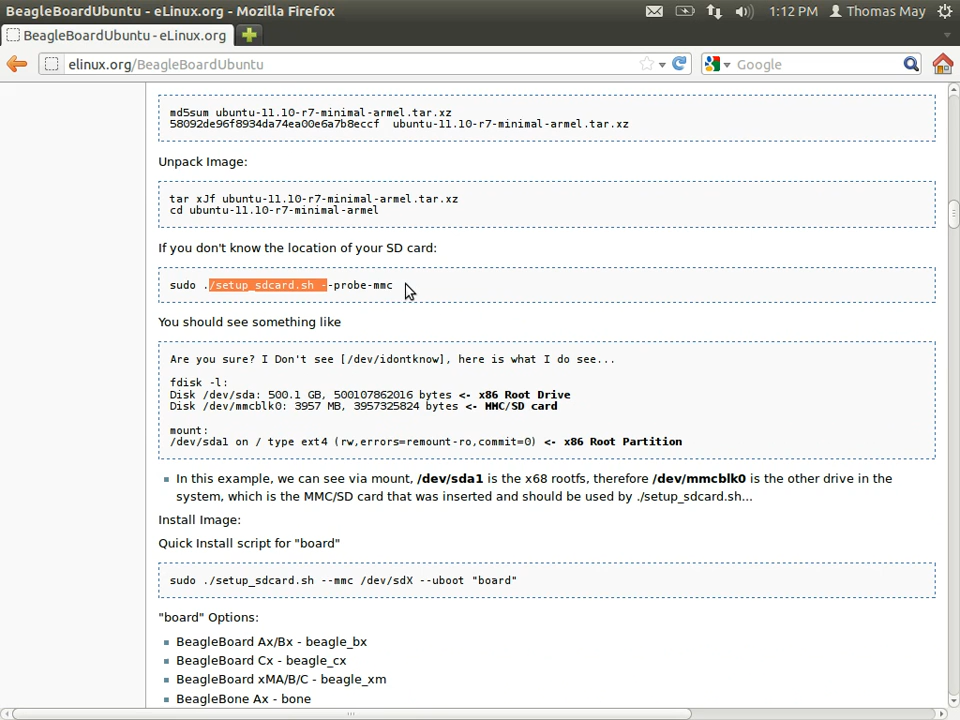 BeagleBoardUbuntu - eLinux.org - Mozilla Firefox
1:12 PM
Thomas May
BeagleBoardUbuntu - eLinux.org
elinux.org/BeagleBoardUbuntu
Google
md5sum ubuntu-11.10-r7-minimal-armel.tar.xz
58092de96f8934da74ea00e6a7b8eccf  ubuntu-11.10-r7-minimal-armel.tar.xz
Unpack Image:
tar xJf ubuntu-11.10-r7-minimal-armel.tar.xz
cd ubuntu-11.10-r7-minimal-armel
If you don't know the location of your SD card:
sudo ./setup_sdcard.sh --probe-mmc
You should see something like
Are you sure? I Don't see [/dev/idontknow], here is what I do see...
fdisk -l:
Disk /dev/sda: 500.1 GB, 500107862016 bytes <- x86 Root Drive
Disk /dev/mmcblk0: 3957 MB, 3957325824 bytes <- MMC/SD card
mount:
/dev/sda1 on / type ext4 (rw,errors=remount-ro,commit=0) <- x86 Root Partition
In this example, we can see via mount, /dev/sda1 is the x68 rootfs, therefore /dev/mmcblk0 is the other drive in the
system, which is the MMC/SD card that was inserted and should be used by ./setup_sdcard.sh...
Install Image:
Quick Install script for "board"
sudo ./setup_sdcard.sh --mmc /dev/sdX --uboot "board"
"board" Options:
BeagleBoard Ax/Bx - beagle_bx
BeagleBoard Cx - beagle_cx
BeagleBoard xMA/B/C - beagle_xm
BeagleBone Ax - bone